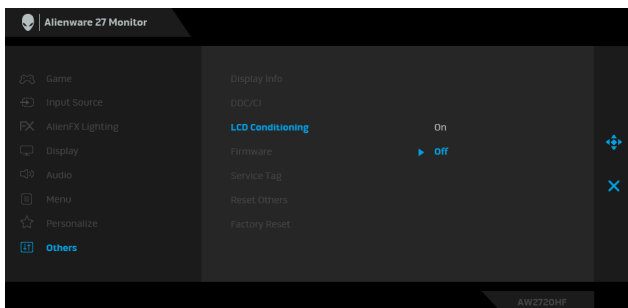 Alienware 27 Monitor
Game
Display Info
Input Source
DDC/CI
FX AlienFX Lighting
LCD Conditioning On
Display
Firmware Off
Audio
Service Tag
Menu
Reset Others
Personalize
Factory Reset
Others
AW2720HF